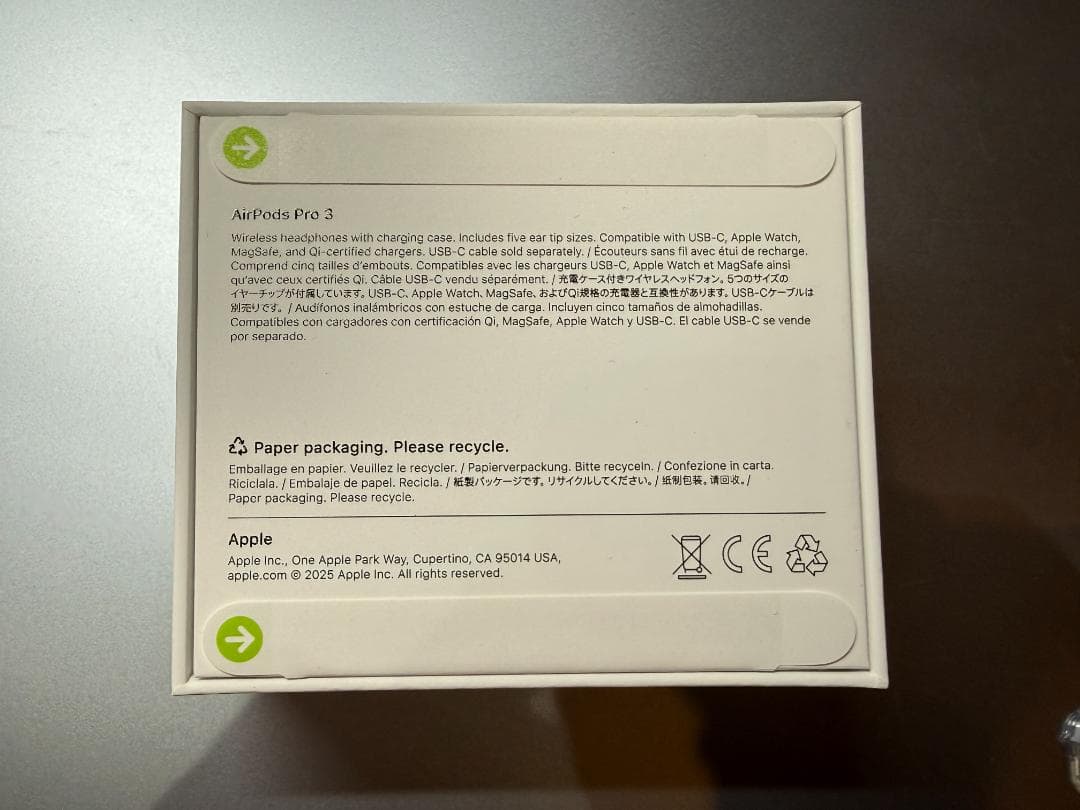 AirPods Pro 3
Wireless headphones with charging case. Includes five ear tip sizes. Compatible with USB-C, Apple Watch,
MagSafe, and Qi-certified chargers. USB-C cable sold separately. / Écouteurs sans fil avec étui de recharge.
Comprend cinq tailles d'embouts. Compatibles avec les chargeurs USB-C, Apple Watch et MagSafe ainsi
qu'avec ceux certifiés Qi. Câble USB-C vendu séparément. / 充電ケース付きワイヤレスヘッドフォン。5つのサイズの
イヤーチップが付属しています。USB-C、Apple Watch、MagSafe、およびQi規格の充電器と互換性があります。USB-Cケーブルは
別売りです。 / Audífonos inalámbricos con estuche de carga. Incluyen cinco tamaños de almohadillas.
Compatibles con cargadores con certificación Qi, MagSafe, Apple Watch y USB-C. El cable USB-C se vende
por separado.
Paper packaging. Please recycle.
Emballage en papier. Veuillez le recycler. / Papierverpackung. Bitte recyceln. / Confezione in carta.
Riciclala. / Embalaje de papel. Recicla. / 紙製パッケージです。リサイクルしてください。 / 纸制包装。请回收。 /
Paper packaging. Please recycle.
Apple
Apple Inc., One Apple Park Way, Cupertino, CA 95014 USA,
apple.com © 2025 Apple Inc. All rights reserved.
CE